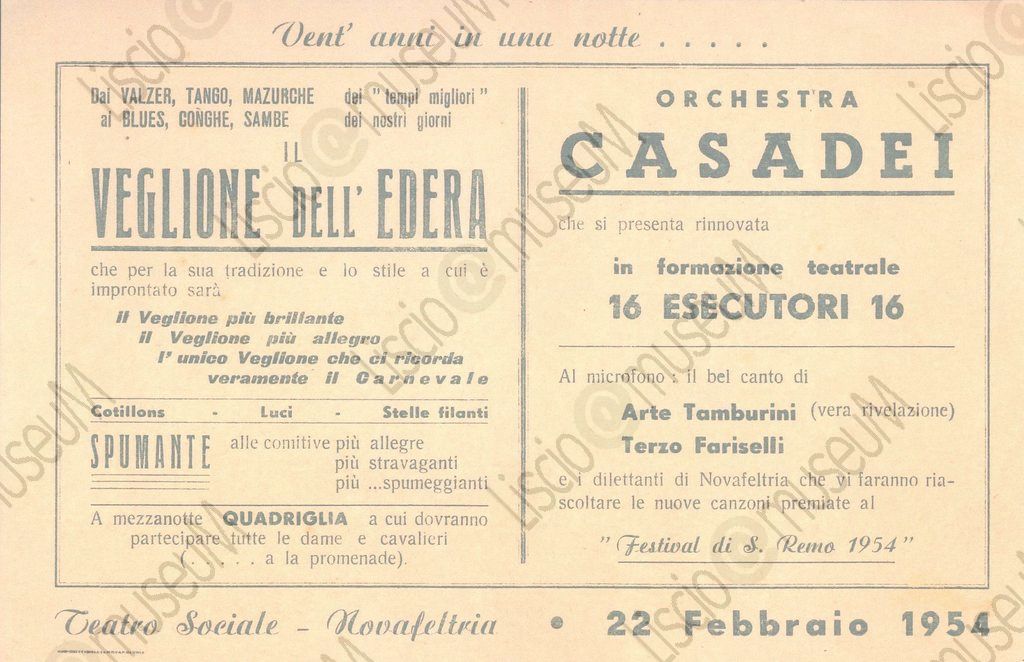 Vent' anni in una notte . . . . .
Dai VALZER, TANGO, MAZURCHE dei "tempi migliori"
ai BLUES, CONGHE, SAMBE dei nostri giorni
IL
VEGLIONE DELL' EDERA
che per la sua tradizione e lo stile a cui è
improntato sarà
il Veglione più brillante
il Veglione più allegro
l' unico Veglione che ci ricorda
veramente il Carnevale
Cotillons - Luci - Stelle filanti
SPUMANTE alle comitive più allegre
più stravaganti
più ...spumeggianti
A mezzanotte QUADRIGLIA a cui dovranno
partecipare tutte le dame e cavalieri
(. . . . . a la promenade).
ORCHESTRA
CASADEI
che si presenta rinnovata
in formazione teatrale
16 ESECUTORI 16
Al microfono : il bel canto di
Arte Tamburini (vera rivelazione)
Terzo Fariselli
e i dilettanti di Novafeltria che vi faranno ria-
scoltare le nuove canzoni premiate al
"Festival di S. Remo 1954"
Teatro Sociale - Novafeltria • 22 Febbraio 1954
Liscio@museuM